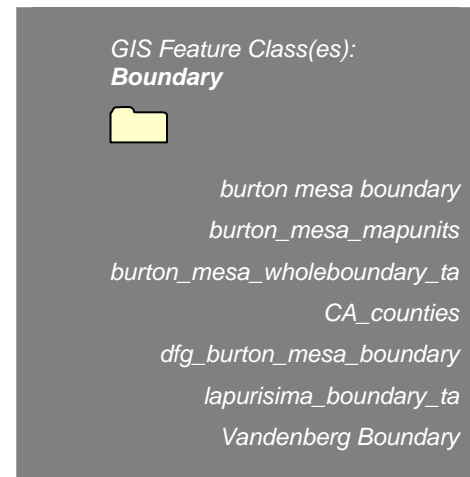 GIS Feature Class(es):
Boundary
burton mesa boundary
burton_mesa_mapunits
burton_mesa_wholeboundary_ta
CA_counties
dfg_burton_mesa_boundary
lapurisima_boundary_ta
Vandenberg Boundary